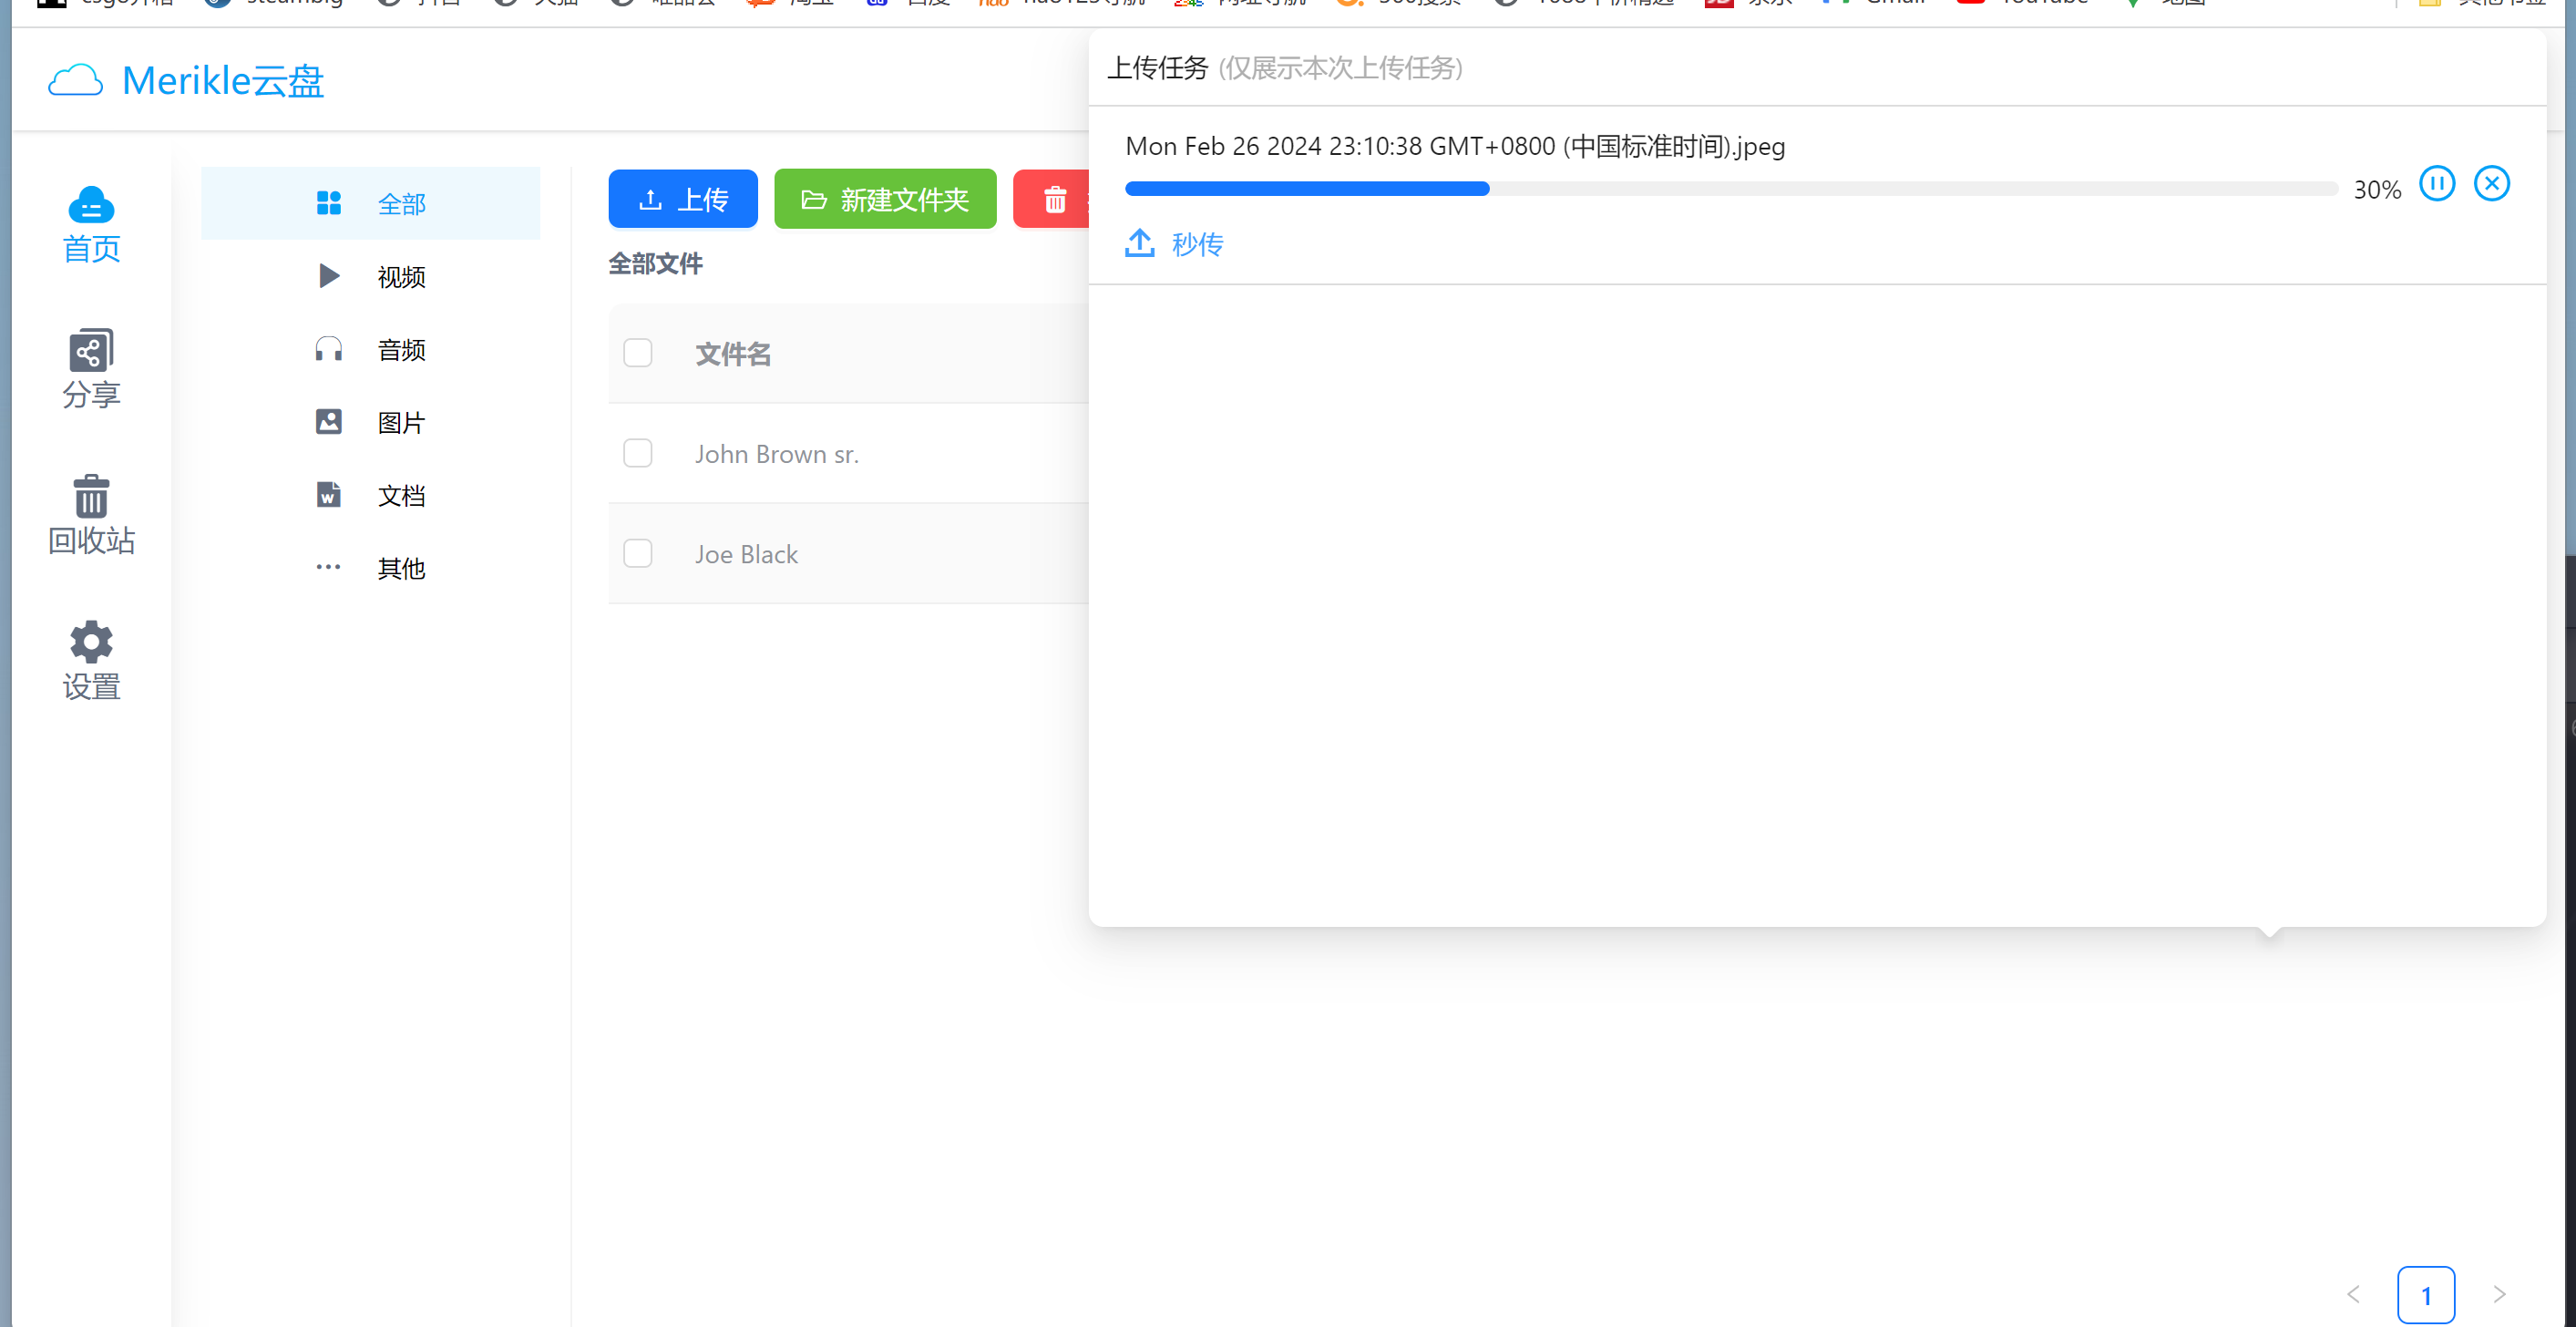 steambig
Gmail
YouTube
Merikle云盘
首页
分享
回收站
设置
全部
视频
音频
图片
文档
其他
上传
新建文件夹
全部文件
文件名
John Brown sr.
Joe Black
上传任务 (仅展示本次上传任务)
Mon Feb 26 2024 23:10:38 GMT+0800 (中国标准时间).jpeg
30%
秒传
1